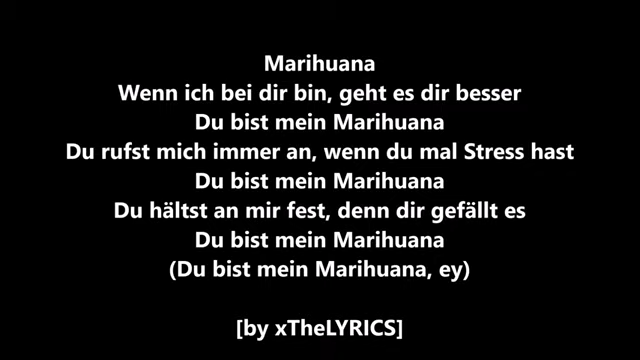 Marihuana
Wenn ich bei dir bin, geht es dir besser
Du bist mein Marihuana
Du rufst mich immer an, wenn du mal Stress hast
Du bist mein Marihuana
Du hältst an mir fest, denn dir gefällt es
Du bist mein Marihuana
(Du bist mein Marihuana, ey)
[by xTheLYRICS]